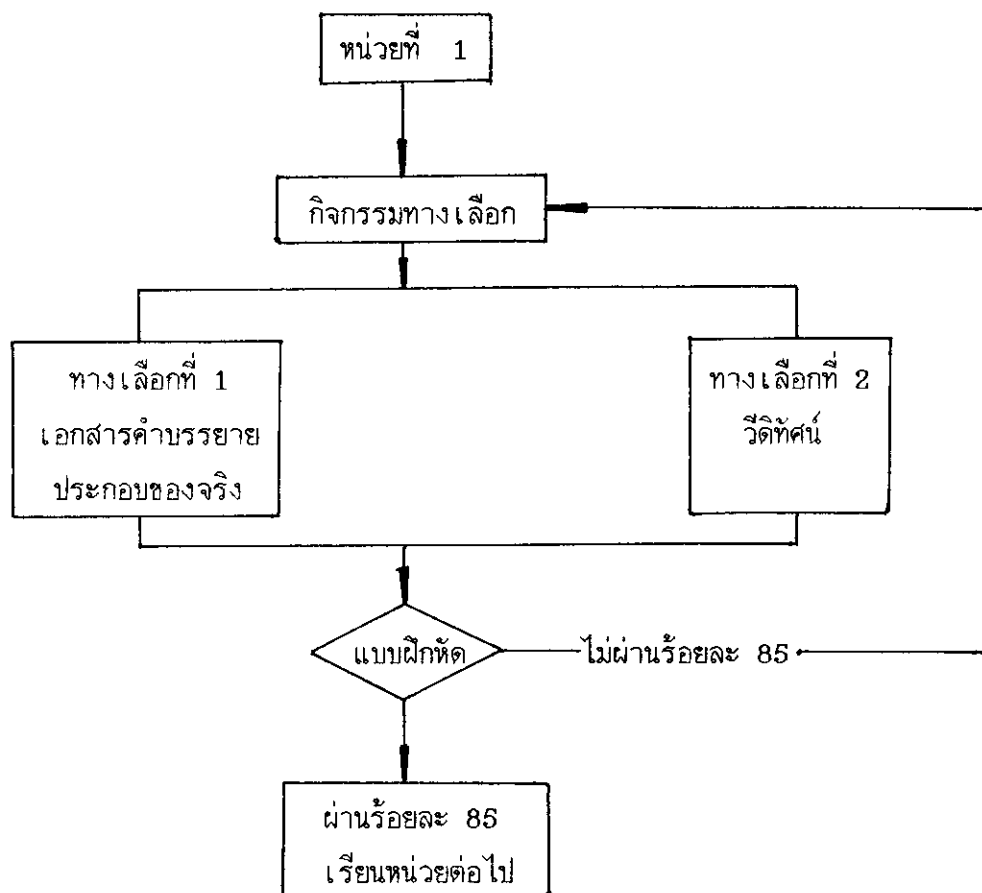 หน่วยที่ 1
กิจกรรมทางเลือก
ทางเลือกที่ 1
เอกสารคำบรรยาย
ประกอบของจริง
ทางเลือกที่ 2
วีดิทัศน์
แบบฝึกหัด
ไม่ผ่านร้อยละ 85
ผ่านร้อยละ 85
เรียนหน่วยต่อไป